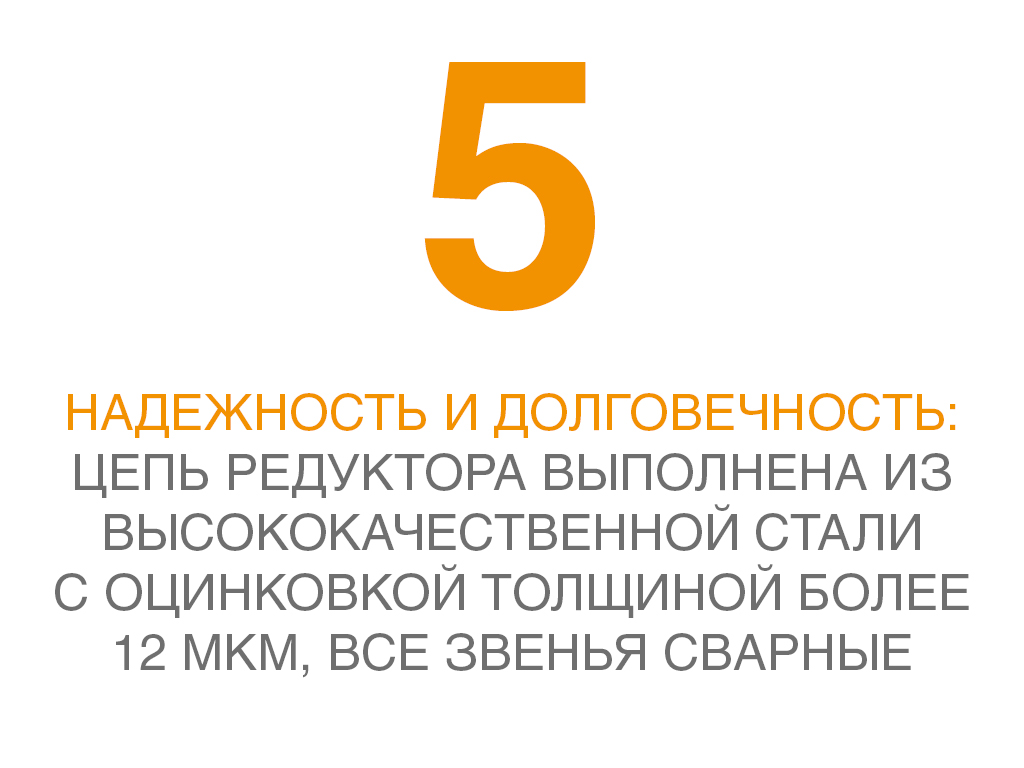 5
НАДЕЖНОСТЬ И ДОЛГОВЕЧНОСТЬ:
ЦЕПЬ РЕДУКТОРА ВЫПОЛНЕНА ИЗ
ВЫСОКОКАЧЕСТВЕННОЙ СТАЛИ
С ОЦИНКОВКОЙ ТОЛЩИНОЙ БОЛЕЕ
12 МКМ, ВСЕ ЗВЕНЬЯ СВАРНЫЕ